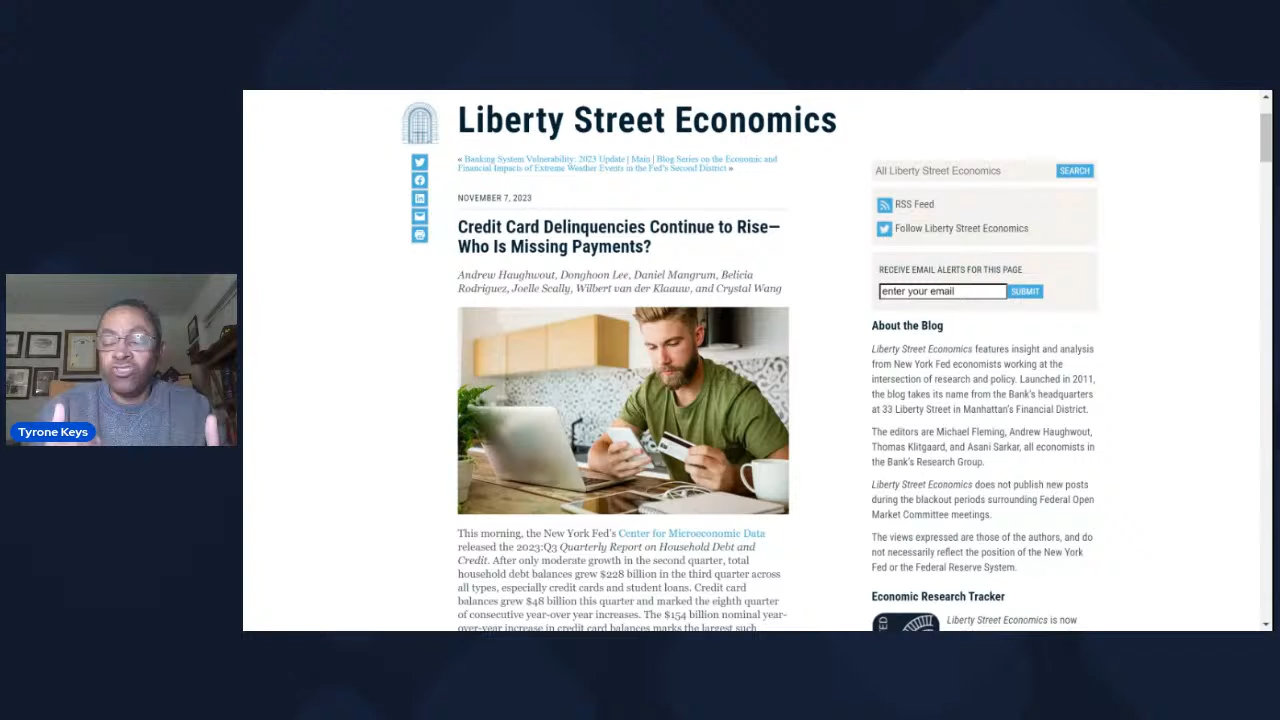 Liberty Street Economics
« Banking System Vulnerability: 2023 Update | Main | Blog Series on the Economic and
Financial Impacts of Extreme Weather Events in the Fed's Second District »
NOVEMBER 7, 2023
Credit Card Delinquencies Continue to Rise—
Who Is Missing Payments?
Andrew Haughwout, Donghoon Lee, Daniel Mangrum, Belicia
Rodriguez, Joelle Scally, Wilbert van der Klaauw, and Crystal Wang
This morning, the New York Fed's Center for Microeconomic Data
released the 2023:Q3 Quarterly Report on Household Debt and
Credit. After only moderate growth in the second quarter, total
household debt balances grew $228 billion in the third quarter across
all types, especially credit cards and student loans. Credit card
balances grew $48 billion this quarter and marked the eighth quarter
of consecutive year-over year increases. The $154 billion nominal year-
over-year increase in credit card balances marks the largest such
All Liberty Street Economics
SEARCH
RSS Feed
Follow Liberty Street Economics
RECEIVE EMAIL ALERTS FOR THIS PAGE
enter your email
SUBMIT
About the Blog
Liberty Street Economics features insight and analysis
from New York Fed economists working at the
intersection of research and policy. Launched in 2011,
the blog takes its name from the Bank's headquarters
at 33 Liberty Street in Manhattan's Financial District.
The editors are Michael Fleming, Andrew Haughwout,
Thomas Klitgaard, and Asani Sarkar, all economists in
the Bank's Research Group.
Liberty Street Economics does not publish new posts
during the blackout periods surrounding Federal Open
Market Committee meetings.
The views expressed are those of the authors, and do
not necessarily reflect the position of the New York
Fed or the Federal Reserve System.
Economic Research Tracker
Liberty Street Economics is now
Tyrone Keys